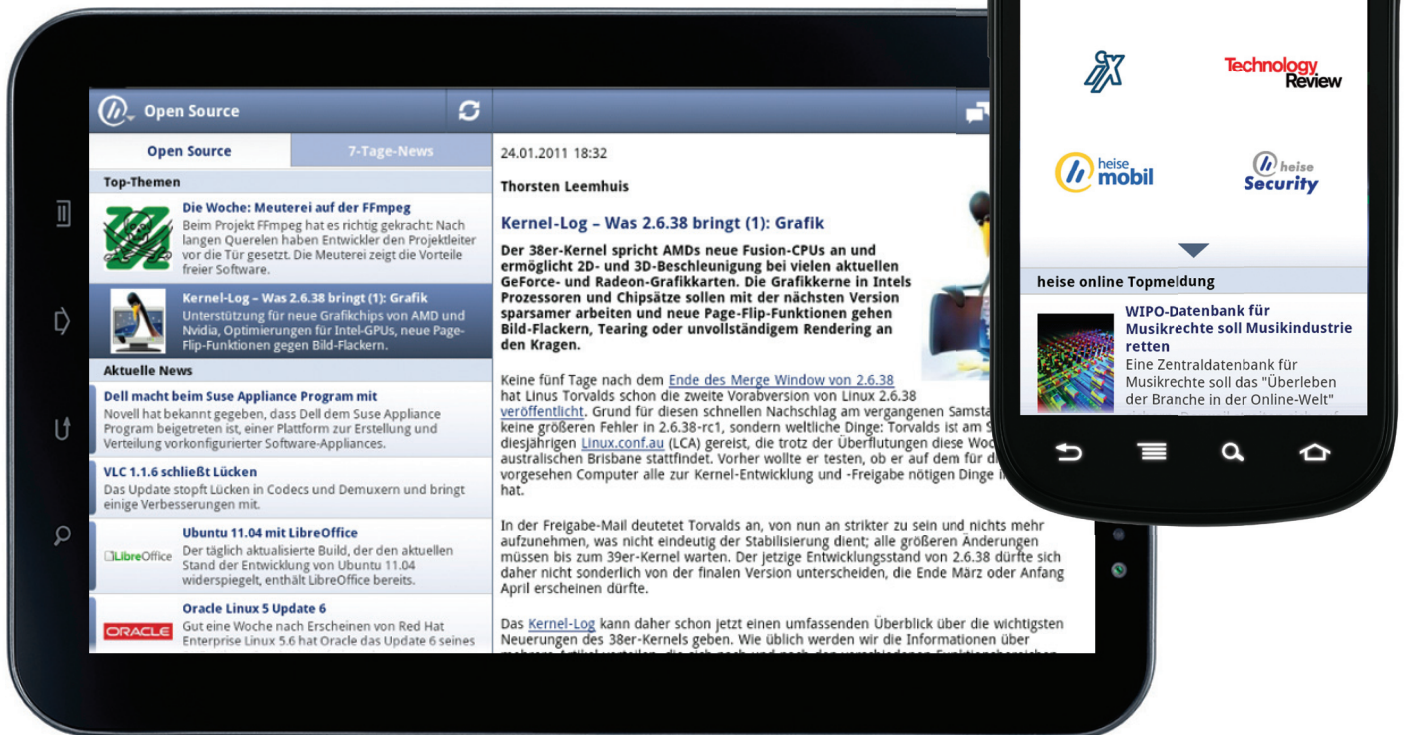 Open Source
Open Source
7-Tage-News
Top-Themen
Die Woche: Meuterei auf der FFmpeg
Beim Projekt FFmpeg hat es richtig gekracht: Nach
langen Querelen haben Entwickler den Projektleiter
vor die Tür gesetzt. Die Meuterei zeigt die Vorteile
freier Software.
Kernel-Log – Was 2.6.38 bringt (1): Grafik
Unterstützung für neue Grafikchips von AMD und
Nvidia, Optimierungen für Intel-GPUs, neue Page-
Flip-Funktionen gegen Bild-Flackern.
Aktuelle News
Dell macht beim Suse Appliance Program mit
Novell hat bekannt gegeben, dass Dell dem Suse Appliance
Program beigetreten ist, einer Plattform zur Erstellung und
Verteilung vorkonfigurierter Software-Appliances.
VLC 1.1.6 schließt Lücken
Das Update stopft Lücken in Codecs und Demuxern und bringt
einige Verbesserungen mit.
LibreOffice
Ubuntu 11.04 mit LibreOffice
Der täglich aktualisierte Build, der den aktuellen
Stand der Entwicklung von Ubuntu 11.04
widerspiegelt, enthält LibreOffice bereits.
ORACLE
Oracle Linux 5 Update 6
Gut eine Woche nach Erscheinen von Red Hat
Enterprise Linux 5.6 hat Oracle das Update 6 seines
24.01.2011 18:32
Thorsten Leemhuis
Kernel-Log – Was 2.6.38 bringt (1): Grafik
Der 38er-Kernel spricht AMDs neue Fusion-CPUs an und
ermöglicht 2D- und 3D-Beschleunigung bei vielen aktuellen
GeForce- und Radeon-Grafikkarten. Die Grafikkerne in Intels
Prozessoren und Chipsätze sollen mit der nächsten Version
sparsamer arbeiten und neue Page-Flip-Funktionen gehen
Bild-Flackern, Tearing oder unvollständigem Rendering an
den Kragen.
Keine fünf Tage nach dem Ende des Merge Window von 2.6.38
hat Linus Torvalds schon die zweite Vorabversion von Linux 2.6.38
veröffentlicht. Grund für diesen schnellen Nachschlag am vergangenen Samsta
keine größeren Fehler in 2.6.38-rc1, sondern weltliche Dinge: Torvalds ist am S
diesjährigen Linux.conf.au (LCA) gereist, die trotz der Überflutungen diese Woc
australischen Brisbane stattfindet. Vorher wollte er testen, ob er auf dem für di
vorgesehen Computer alle zur Kernel-Entwicklung und -Freigabe nötigen Dinge i
hat.
In der Freigabe-Mail deutetet Torvalds an, von nun an strikter zu sein und nichts mehr
aufzunehmen, was nicht eindeutig der Stabilisierung dient; alle größeren Änderungen
müssen bis zum 39er-Kernel warten. Der jetzige Entwicklungsstand von 2.6.38 dürfte sich
daher nicht sonderlich von der finalen Version unterscheiden, die Ende März oder Anfang
April erscheinen dürfte.
Das Kernel-Log kann daher schon jetzt einen umfassenden Überblick über die wichtigsten
Neuerungen des 38er-Kernels geben. Wie üblich werden wir die Informationen über
iX
Technology
Review
heise
mobil
heise
Security
heise online Topmeldung
WIPO-Datenbank für
Musikrechte soll Musikindustrie
retten
Eine Zentraldatenbank für
Musikrechte soll das "Überleben
der Branche in der Online-Welt"